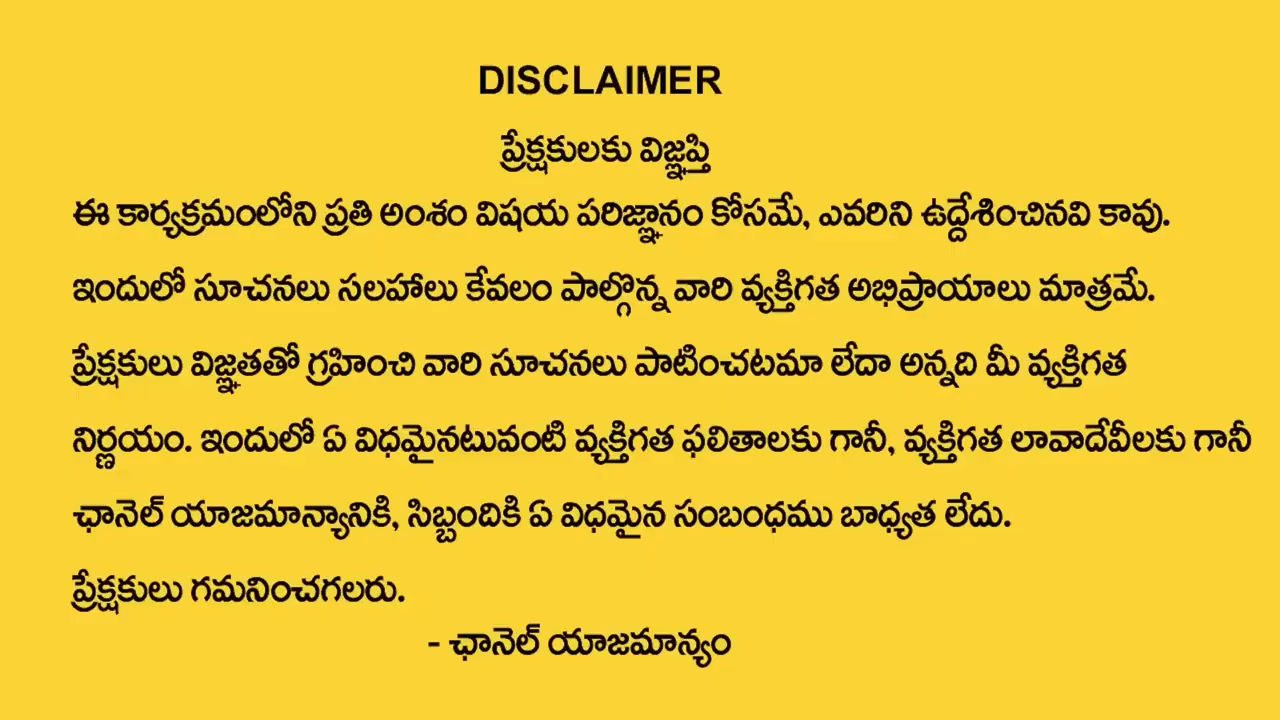 DISCLAIMER
ప్రేక్షకులకు విజ్ఞప్తి
ఈ కార్యక్రమంలోని ప్రతి అంశం విషయ పరిజ్ఞానం కోసమే, ఎవరిని ఉద్దేశించినవి కావు.
ఇందులో సూచనలు సలహాలు కేవలం పాల్గొన్న వారి వ్యక్తిగత అభిప్రాయాలు మాత్రమే.
ప్రేక్షకులు విజ్ఞతతో గ్రహించి వారి సూచనలు పాటించటమా లేదా అన్నది మీ వ్యక్తిగత
నిర్ణయం. ఇందులో ఏ విధమైనటువంటి వ్యక్తిగత ఫలితాలకు గానీ, వ్యక్తిగత లావాదేవీలకు గానీ
ఛానెల్ యాజమాన్యానికి, సిబ్బందికి ఏ విధమైన సంబంధము బాధ్యత లేదు.
ప్రేక్షకులు గమనించగలరు.
- ఛానెల్ యాజమాన్యం